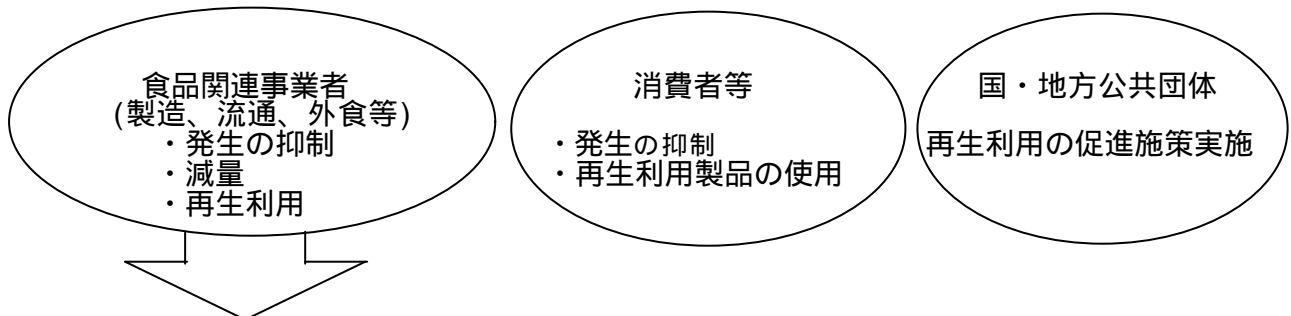 食品関連事業者
(製造、流通、外食等)
・発生の抑制
・減量
・再生利用
消費者等
・発生の抑制
・再生利用製品の使用
国・地方公共団体
再生利用の促進施策実施